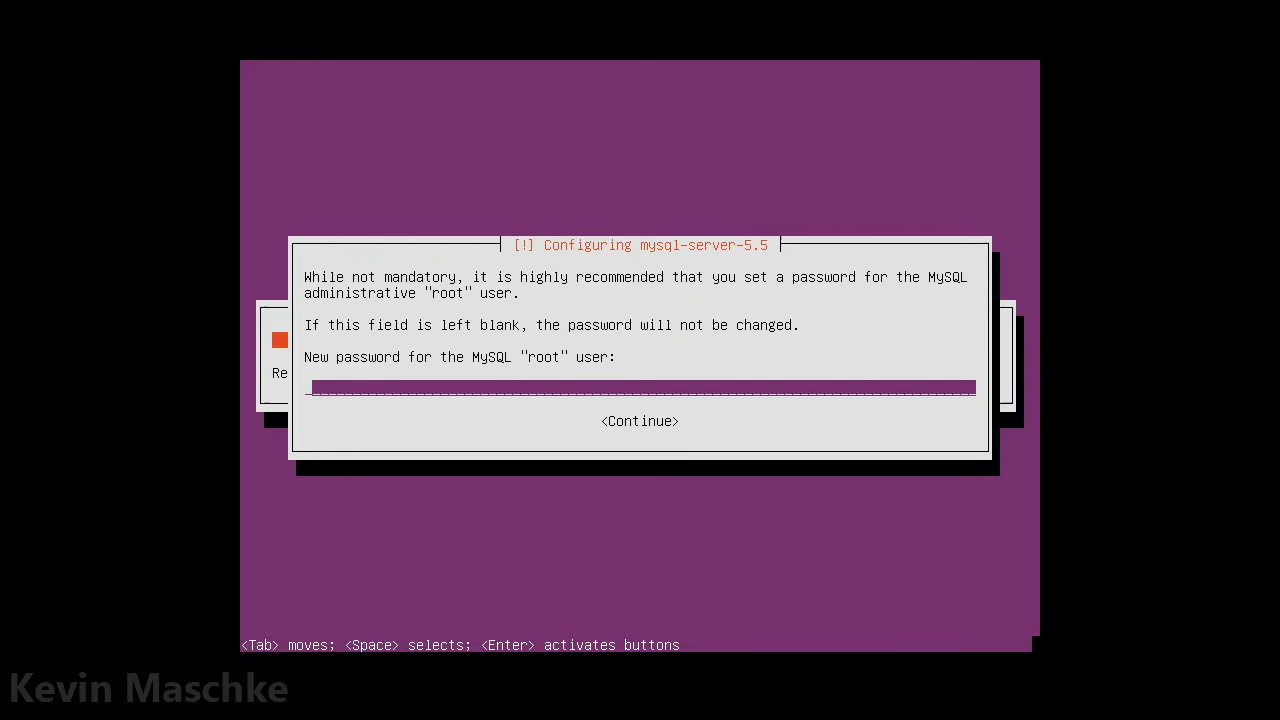 [!] Configuring mysql-server-5.5
While not mandatory, it is highly recommended that you set a password for the MySQL
administrative "root" user.
If this field is left blank, the password will not be changed.
New password for the MySQL "root" user:
Re
<Continue>
<Tab> moves; <Space> selects; <Enter> activates buttons
Kevin Maschke